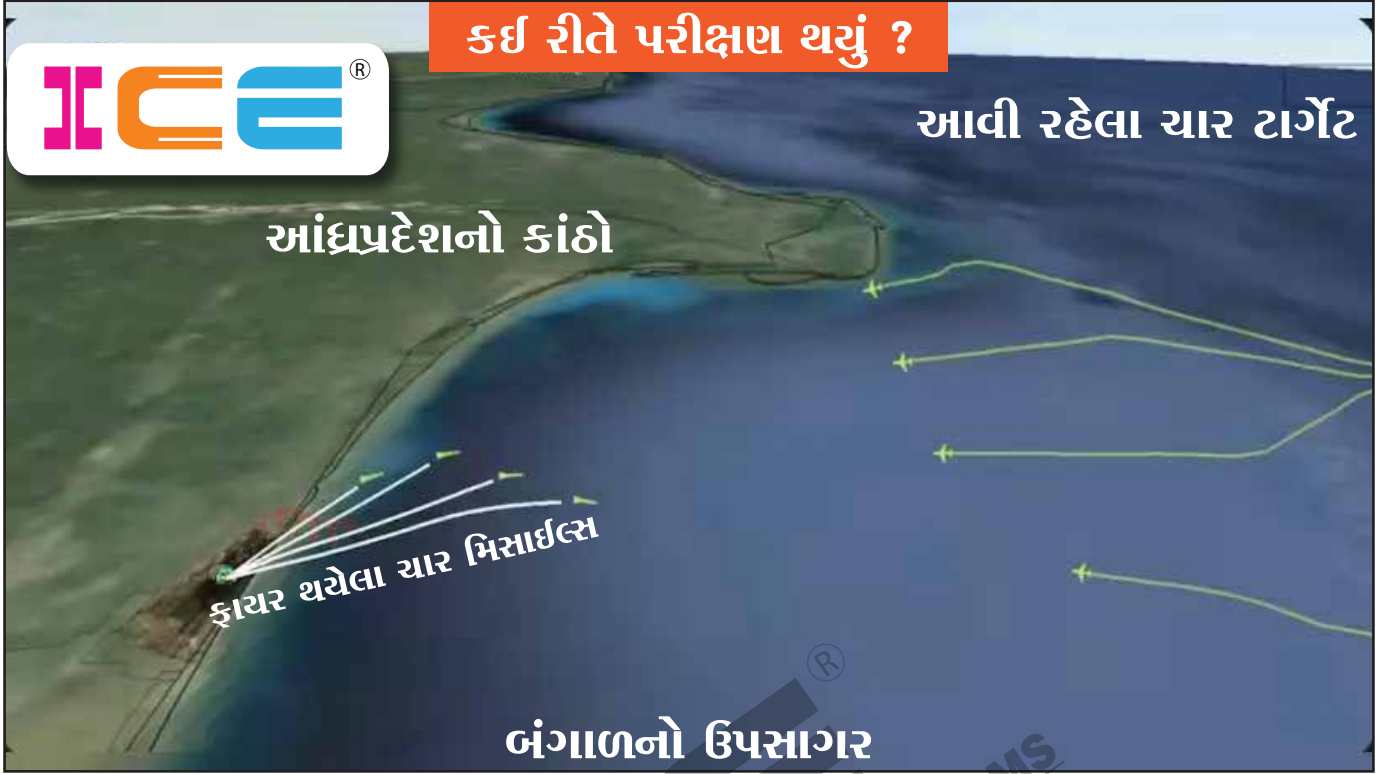 કઈ રીતે પરીક્ષણ થયું ?
ICE®
આવી રહેલા ચાર ટાર્ગેટ
આંધ્રપ્રદેશનો કાંઠો
ફાયર થયેલા ચાર મિસાઈલ્સ
બંગાળનો ઉપસાગર
®